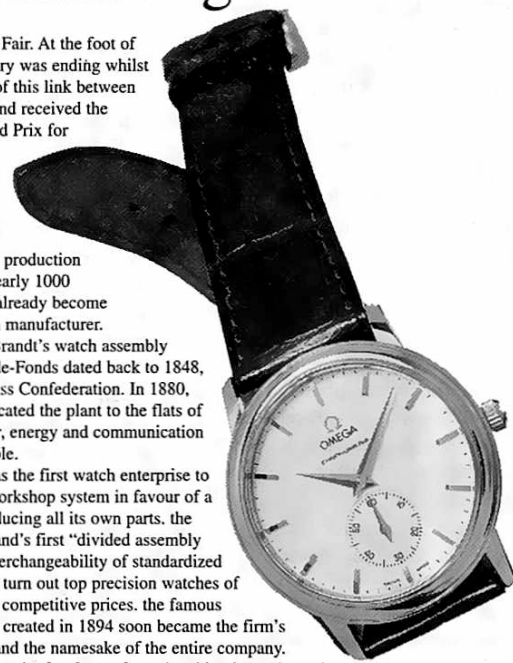 Fair. At the foot of
ry was ending whilst
of this link between
nd received the
d Prix for
production
early 1000
already become
manufacturer.
randt's watch assembly
de-Fonds dated back to 1848,
ss Confederation. In 1880,
cated the plant to the flats of
, energy and communication
le.
as the first watch enterprise to
orkshop system in favour of a
ducing all its own parts. the
nd's first "divided assembly
erchangeability of standardized
turn out top precision watches of
competitive prices. the famous
created in 1894 soon became the firm's
and the namesake of the entire company.
Ω
OMEGA
60